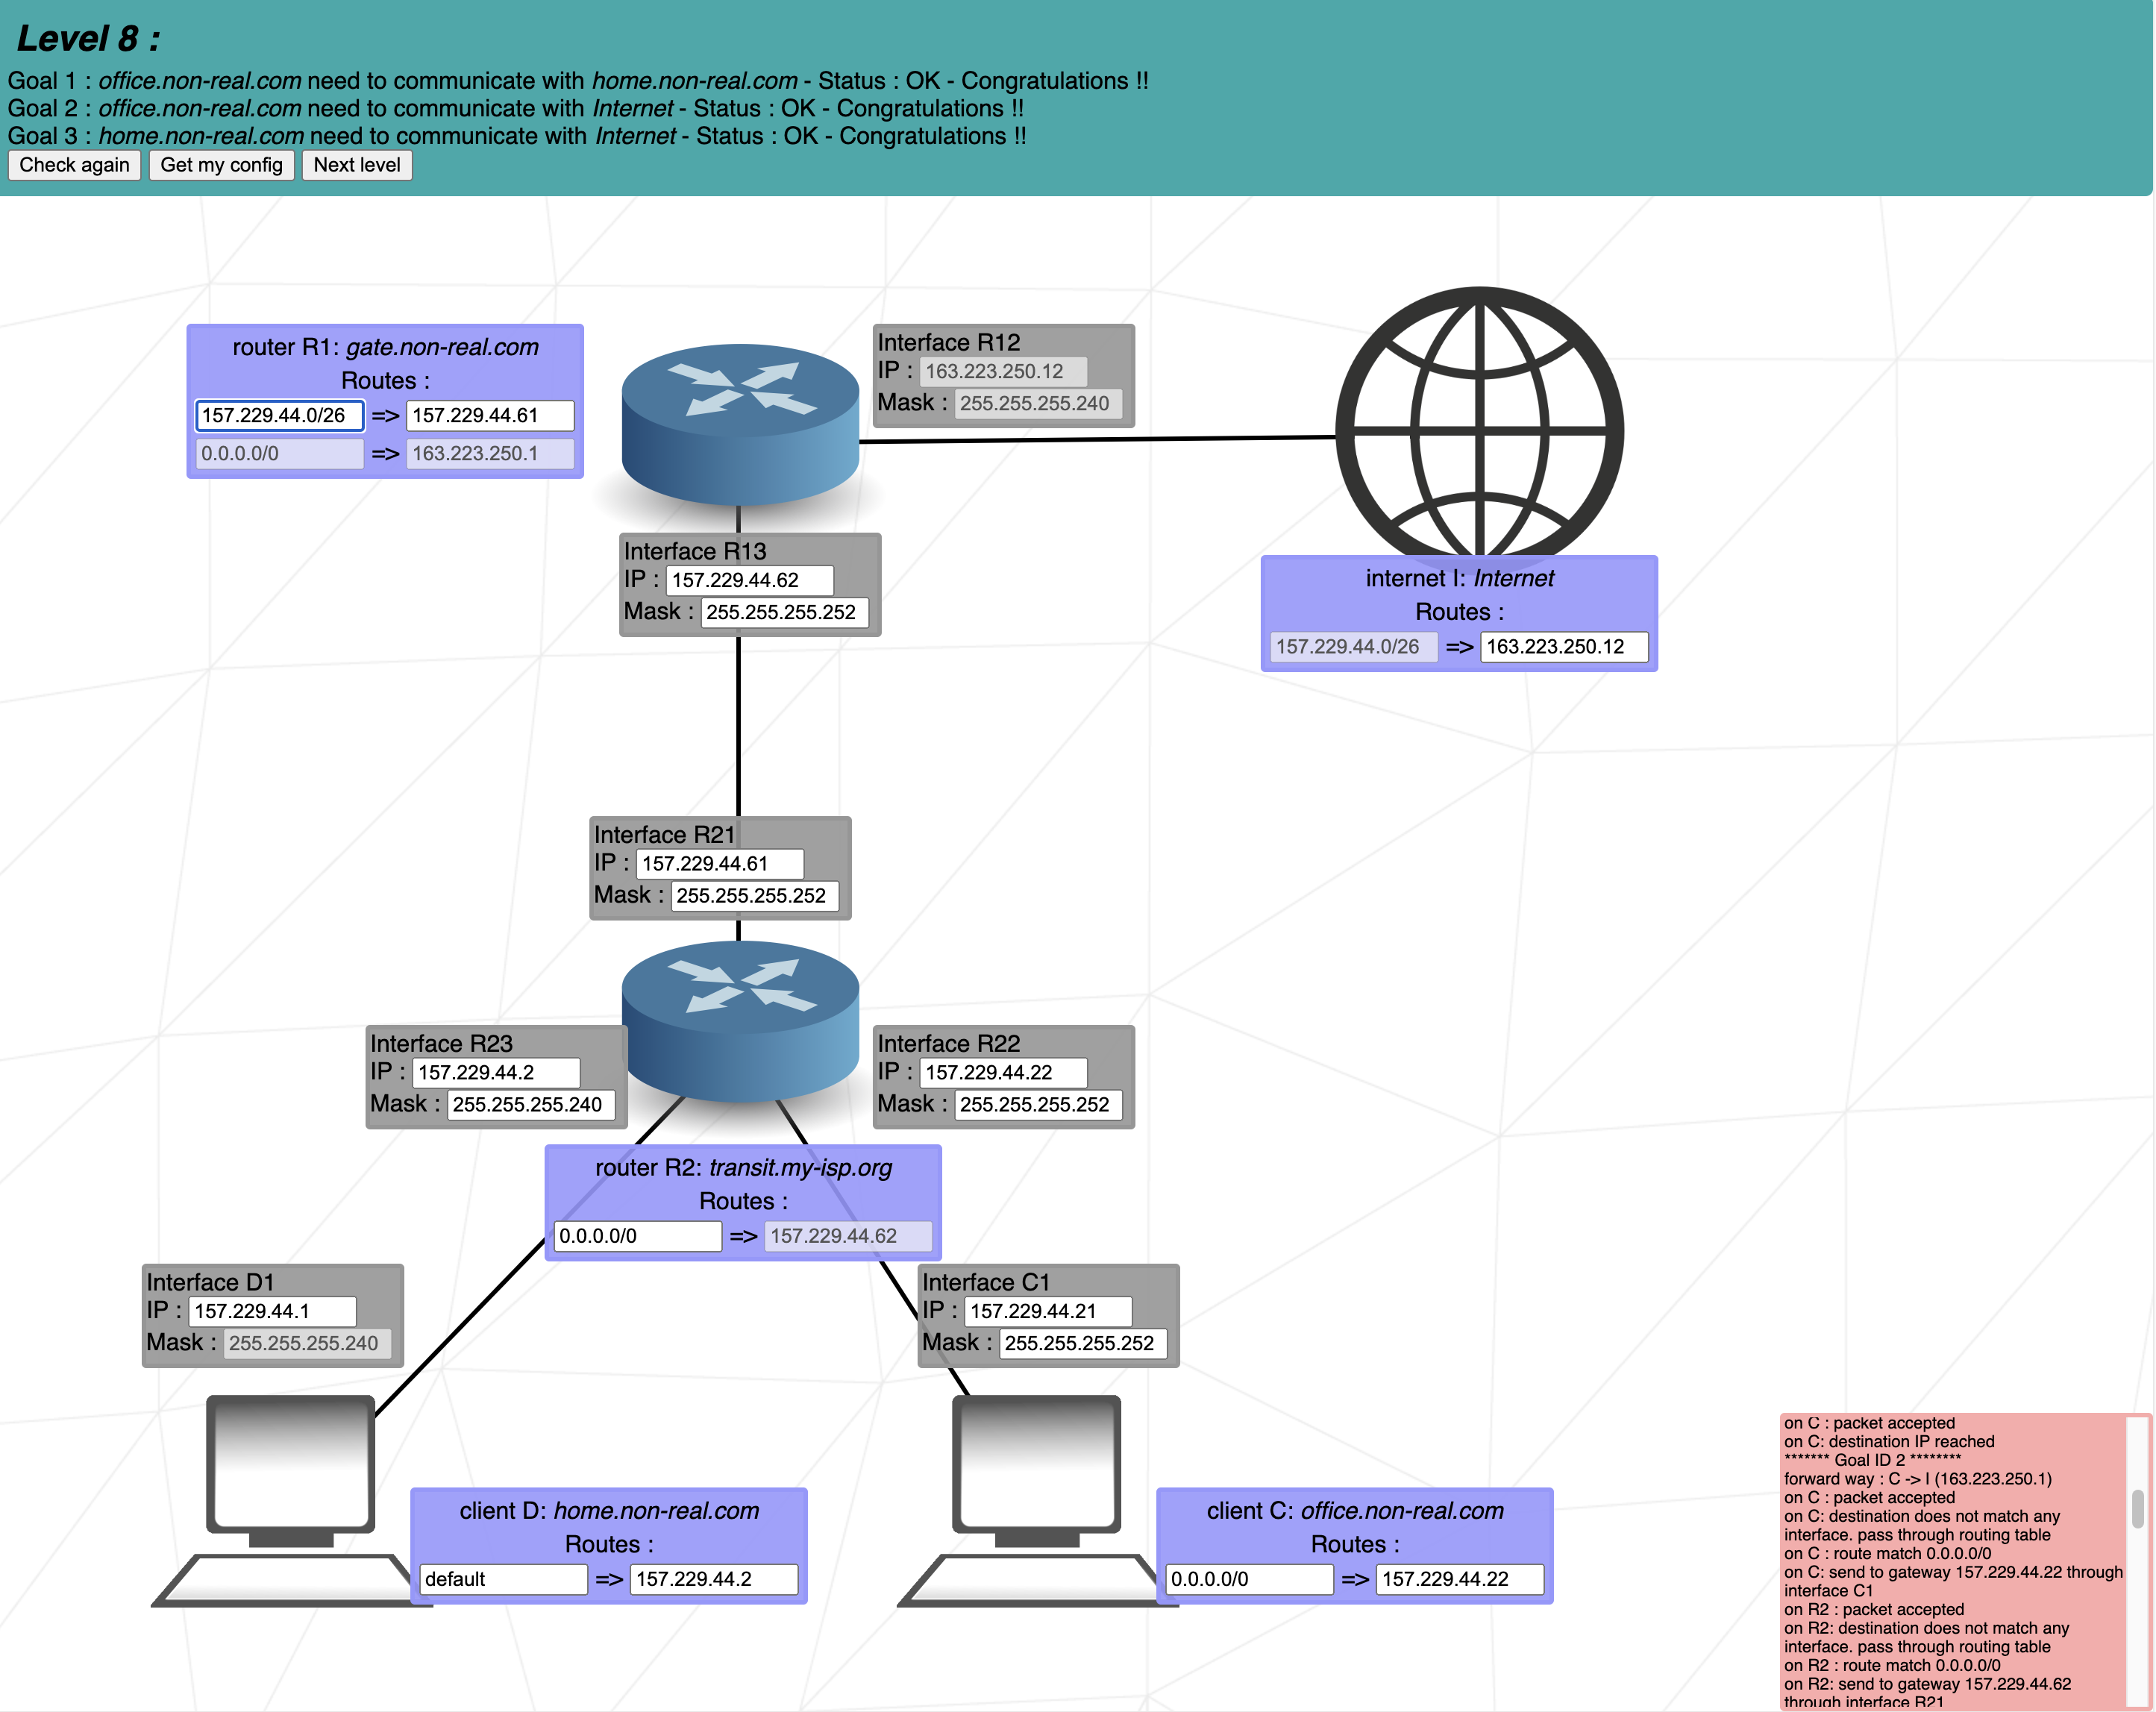 Level 8 :
Goal 1 : office.non-real.com need to communicate with home.non-real.com - Status : OK - Congratulations !!
Goal 2 : office.non-real.com need to communicate with Internet - Status : OK - Congratulations !!
Goal 3 : home.non-real.com need to communicate with Internet - Status : OK - Congratulations !!
Check again Get my config Next level
router R1: gate.non-real.com
Routes :
157.229.44.0/26 => 157.229.44.61
0.0.0.0/0 => 163.223.250.1
Interface R12
IP : 163.223.250.12
Mask : 255.255.255.240
Interface R13
IP : 157.229.44.62
Mask : 255.255.255.252
internet I: Internet
Routes :
157.229.44.0/26 => 163.223.250.12
Interface R21
IP : 157.229.44.61
Mask : 255.255.255.252
Interface R23
IP : 157.229.44.2
Mask : 255.255.255.240
Interface R22
IP : 157.229.44.22
Mask : 255.255.255.252
router R2: transit.my-isp.org
Routes :
0.0.0.0/0 => 157.229.44.62
Interface D1
IP : 157.229.44.1
Mask : 255.255.255.240
Interface C1
IP : 157.229.44.21
Mask : 255.255.255.252
client D: home.non-real.com
Routes :
default => 157.229.44.2
client C: office.non-real.com
Routes :
0.0.0.0/0 => 157.229.44.22
on C : packet accepted
on C: destination IP reached
******* Goal ID 2 ********
forward way : C -> I (163.223.250.1)
on C : packet accepted
on C: destination does not match any
interface. pass through routing table
on C : route match 0.0.0.0/0
on C: send to gateway 157.229.44.22 through
interface C1
on R2 : packet accepted
on R2: destination does not match any
interface. pass through routing table
on R2 : route match 0.0.0.0/0
on R2: send to gateway 157.229.44.62
through interface R21